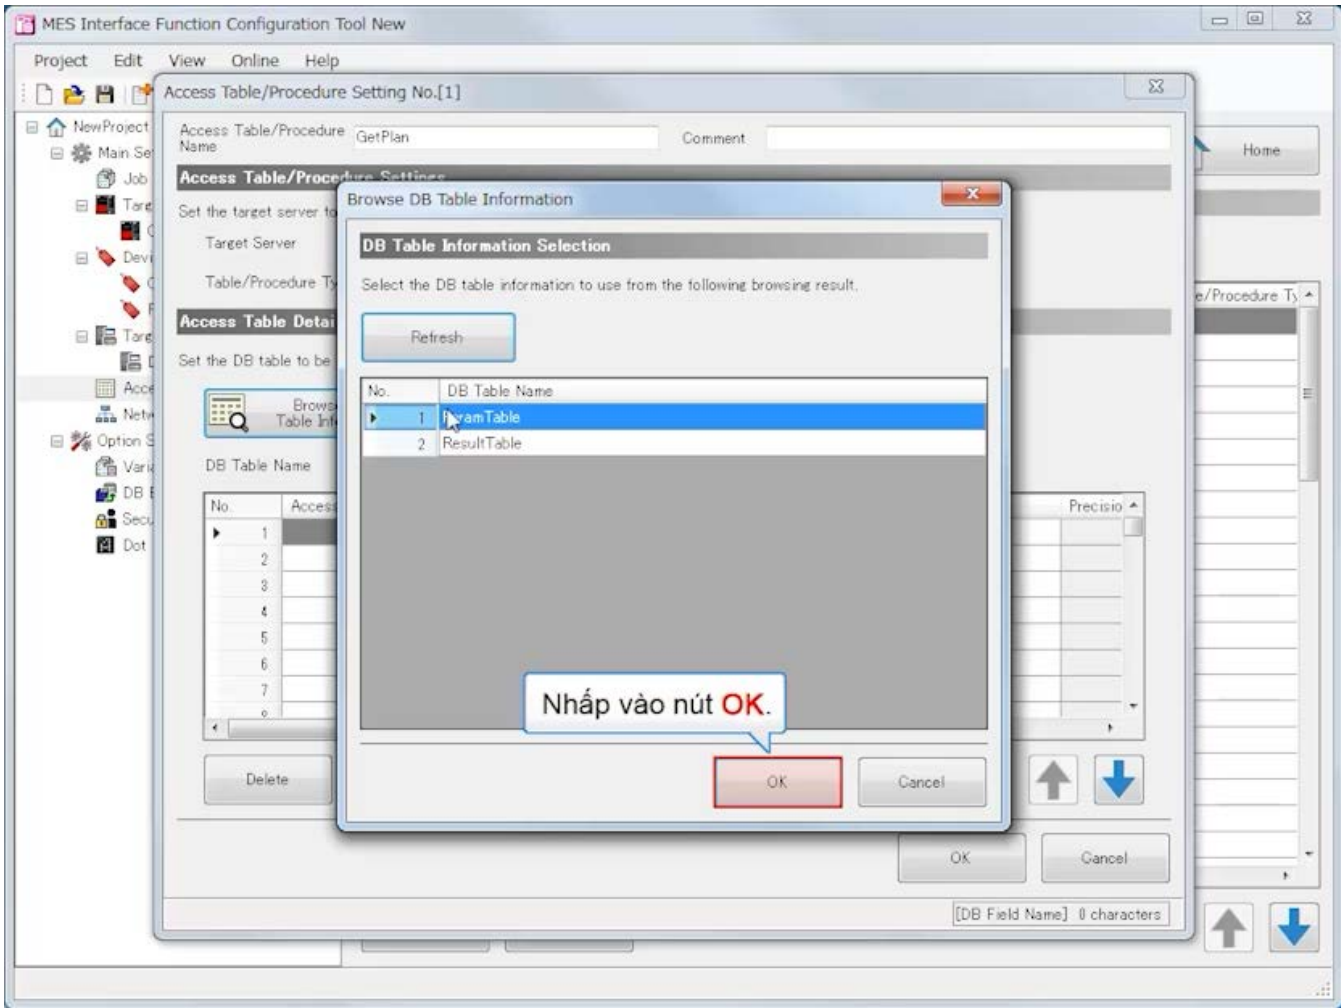 MES Interface Function Configuration Tool New
Project Edit View Online Help
Access Table/Procedure Setting No.[1]
NewProject
Main Se
Job
Targ
Devi
Targ
Acce
Netw
Option S
Varia
DB
Secu
Dot
Home
e/Procedure Ty
Access Table/Procedure
Name
GetPlan
Comment
Access Table/Procedure Settings
Set the target server to
Target Server
Table/Procedure Ty
Access Table Detai
Set the DB table to be
Brows
Table Inf
DB Table Name
No. Access Precisio
1
2
3
4
5
6
7
Delete
OK Cancel
[DB Field Name] 0 characters
Browse DB Table Information
DB Table Information Selection
Select the DB table information to use from the following browsing result.
Refresh
No. DB Table Name
1 ParamTable
2 ResultTable
Nhấp vào nút OK.
OK Cancel